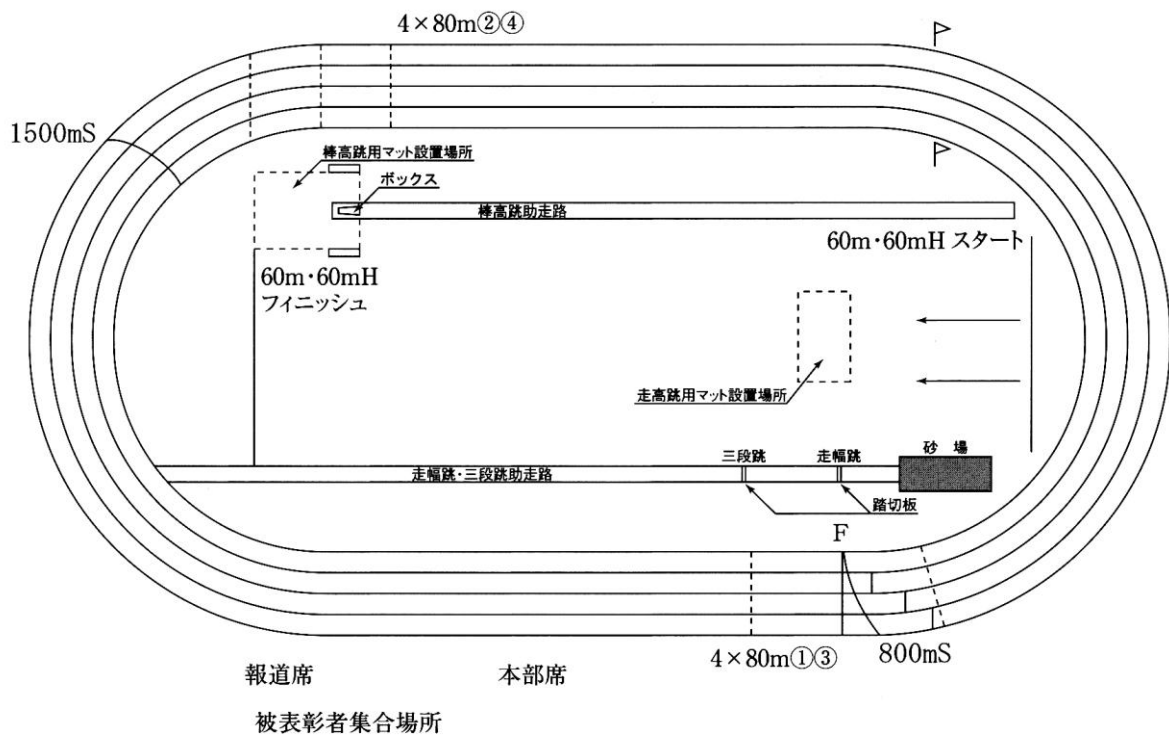 4×80m②④
1500mS
棒高跳用マット設置場所
ボックス
棒高跳助走路
60m・60mH スタート
60m・60mH
フィニッシュ
走高跳用マット設置場所
三段跳
走幅跳
砂 場
走幅跳・三段跳助走路
踏切板
F
4×80m①③
800mS
報道席
本部席
被表彰者集合場所